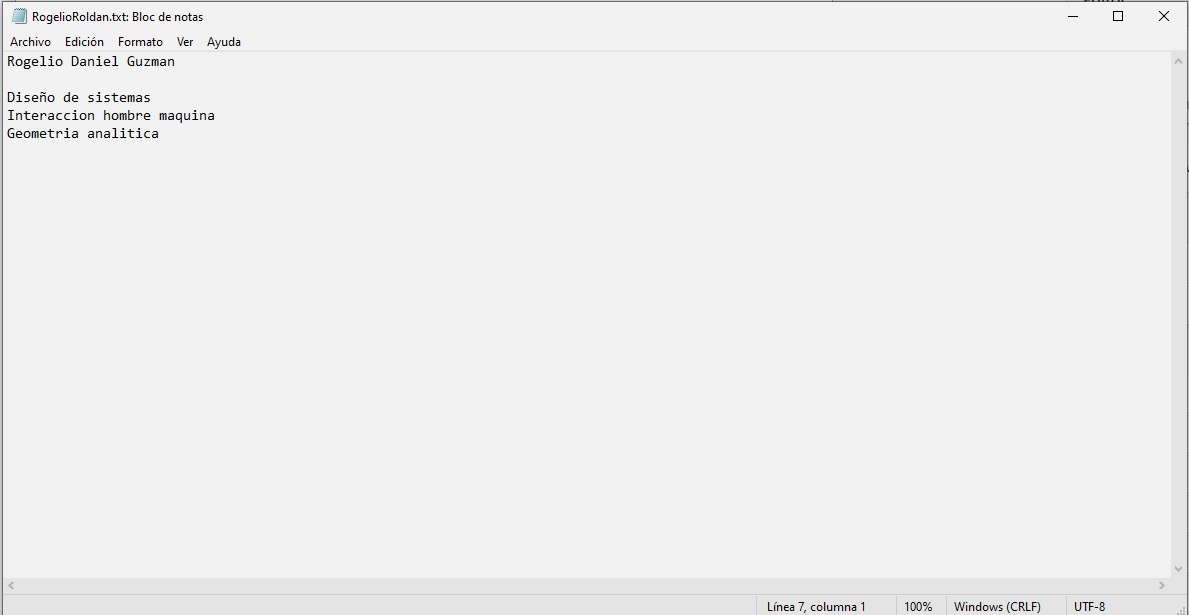 RogelioRoldan.txt: Bloc de notas
Archivo Edición Formato Ver Ayuda
Rogelio Daniel Guzman
Diseño de sistemas
Interaccion hombre maquina
Geometria analitica
Línea 7, columna 1 100% Windows (CRLF) UTF-8